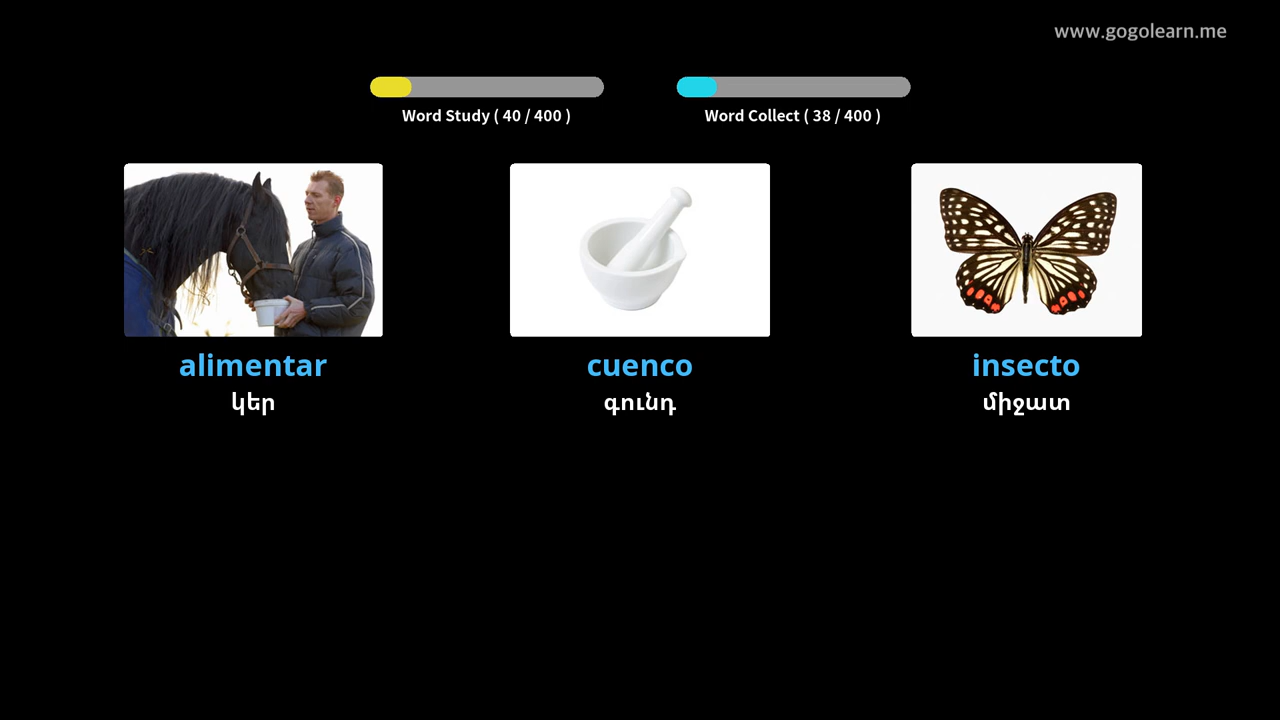 www.gogolearn.me
Word Study ( 40 / 400 )
Word Collect ( 38 / 400 )
alimentar
կեր
cuenco
գունդ
insecto
միջատ